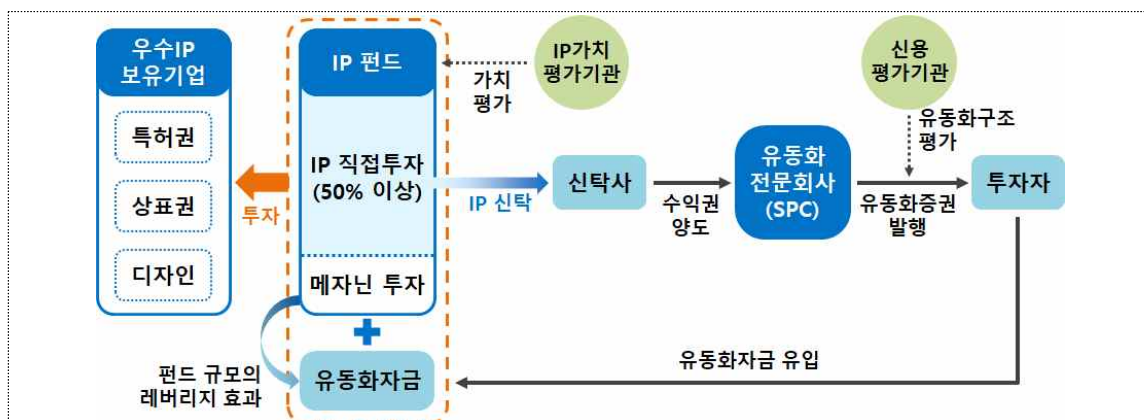 우수IP
보유기업
특허권
상표권
디자인
투자
IP 펀드
IP 직접투자
(50% 이상)
메자닌 투자
유동화자금
펀드 규모의
레버리지 효과
가치
평가
IP가치
평가기관
IP 신탁
신탁사
수익권
양도
유동화
전문회사
(SPC)
신용
평가기관
유동화구조
평가
유동화증권
발행
투자자
유동화자금 유입